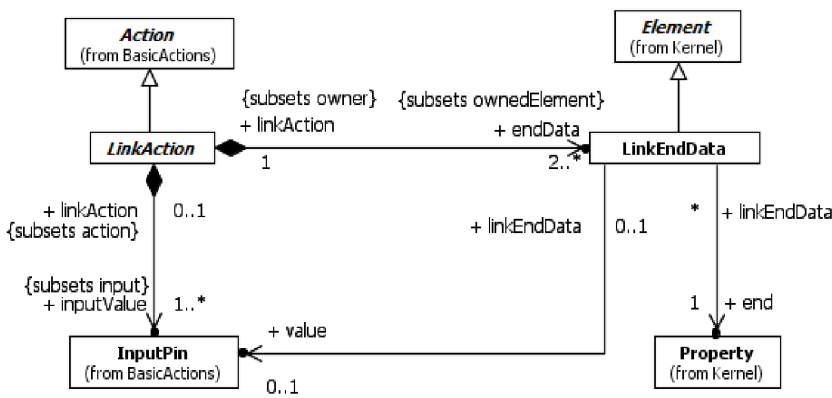 Action
(from BasicActions)
Element
(from Kernel)
{subsets owner}
{subsets ownedElement}
+ linkAction
+ endData
LinkAction
LinkEndData
1
2..*
+ linkAction
0..1
{subsets action}
+ linkEndData
0..1
*
+ linkEndData
{subsets input}
+ inputValue
1..*
1
+ end
+ value
InputPin
(from BasicActions)
0..1
Property
(from Kernel)